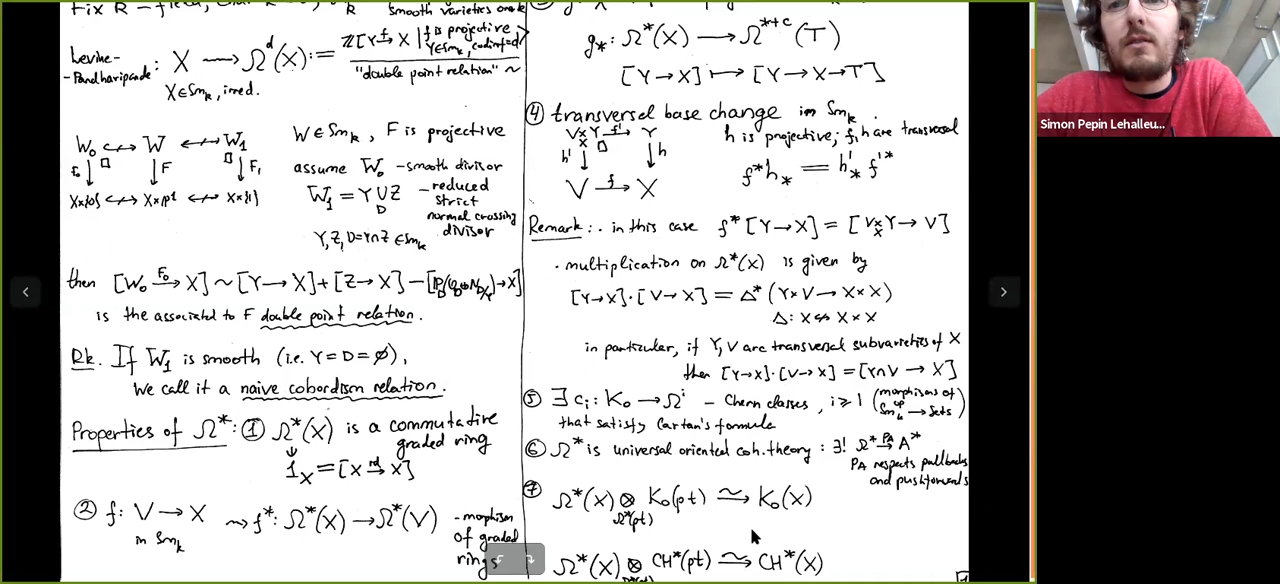 Fix k – field,
k smooth varieties over k
Levine–Pandharipande: X ⟿ Ω^d(X) := ℤ[Y →f X | f is projective, Y∈Sm_k, codim f = d] / "double point relation" ~
X∈Sm_k, irred.
W_0 ↪ W ↩ W_1
F_0 ↓ □ ↓ F □ ↓ F_1
X×{0} ↪ X×P^1 ↩ X×{1}
W∈Sm_k, F is projective
assume W_0 – smooth divisor
W_1 = Y ∪_D Z – reduced strict normal crossing divisor
Y, Z, D=Y∩Z ∈ Sm_k
then [W_0 →F_0 X] ~ [Y→X] + [Z→X] – [P_D(O_D⊕N_{D/Y})→X]
is the associated to F double point relation.
Rk. If W_1 is smooth (i.e. Y = D = ∅),
we call it a naive cobordism relation.
Properties of Ω*: ① Ω*(X) is a commutative graded ring
1_X = [X →id X]
② f: V → X ⟿ f*: Ω*(X) → Ω*(V) – morphism of graded rings
in Sm_k
g_*: Ω*(X) ⟶ Ω^{*+c}(T)
[Y→X] ⟼ [Y→X→T]
④ transversal base change in Sm_k.
V×_X Y →f' Y
h' ↓ □ ↓ h
V →f X
h is projective; f, h are transversal
f* h_* = h'_* f'*
Remark: · in this case f*[Y→X] = [V×_X Y → V]
· multiplication on Ω*(X) is given by
[Y→X]·[V→X] = Δ*(Y×V → X×X)
Δ: X ↪ X×X
in particular, if Y, V are transversal subvarieties of X
then [Y→X]·[V→X] = [Y∩V → X]
⑤ ∃ c_i: K_0 → Ω^i – Chern classes, i ≥ 1 (morphisms of Sm_k^op → Sets)
that satisfy Cartan's formula
⑥ Ω* is universal oriented coh. theory: ∃! Ω* →P_A A*
P_A respects pullbacks
and pushforwards
⑦ Ω*(X) ⊗_{Ω*(pt)} K_0(pt) ⥲ K_0(X)
Ω*(X) ⊗ CH*(pt) ⥲ CH*(X)
Simon Pepin Lehalleu...